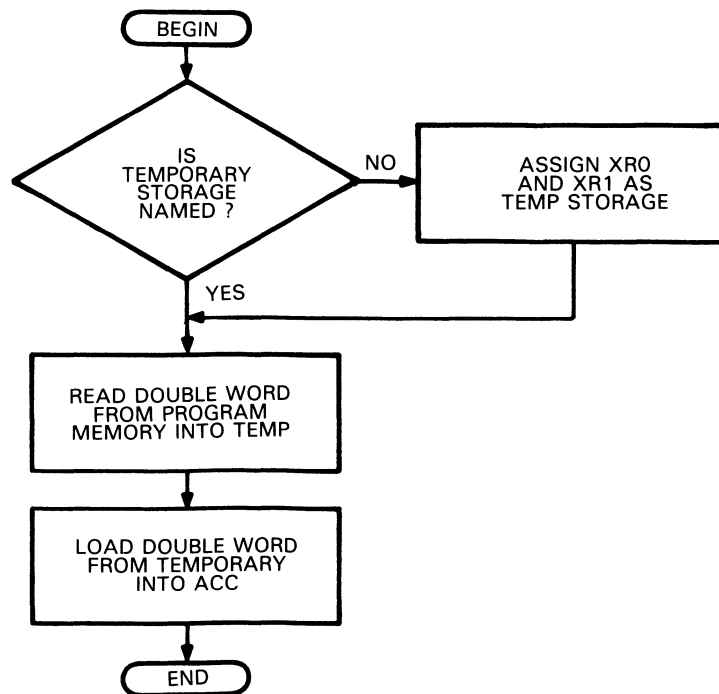 BEGIN
IS
TEMPORARY
STORAGE
NAMED ?
NO
ASSIGN XR0
AND XR1 AS
TEMP STORAGE
YES
READ DOUBLE WORD
FROM PROGRAM
MEMORY INTO TEMP
LOAD DOUBLE WORD
FROM TEMPORARY
INTO ACC
END